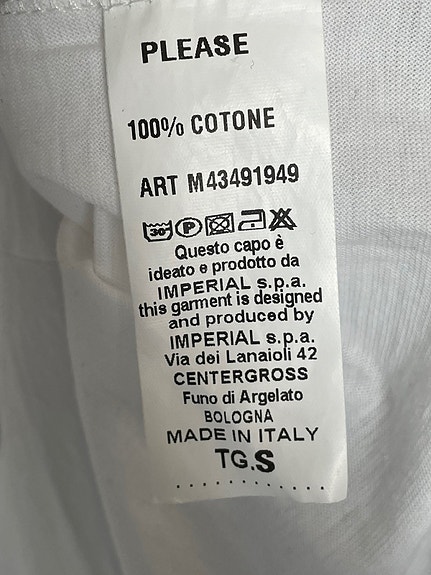 PLEASE
100% COTONE
ART M43491949
30° P
Questo capo è
ideato e prodotto da
IMPERIAL s.p.a.
this garment is designed
and produced by
IMPERIAL s.p.a.
Via dei Lanaioli 42
CENTERGROSS
Funo di Argelato
BOLOGNA
MADE IN ITALY
TG.S